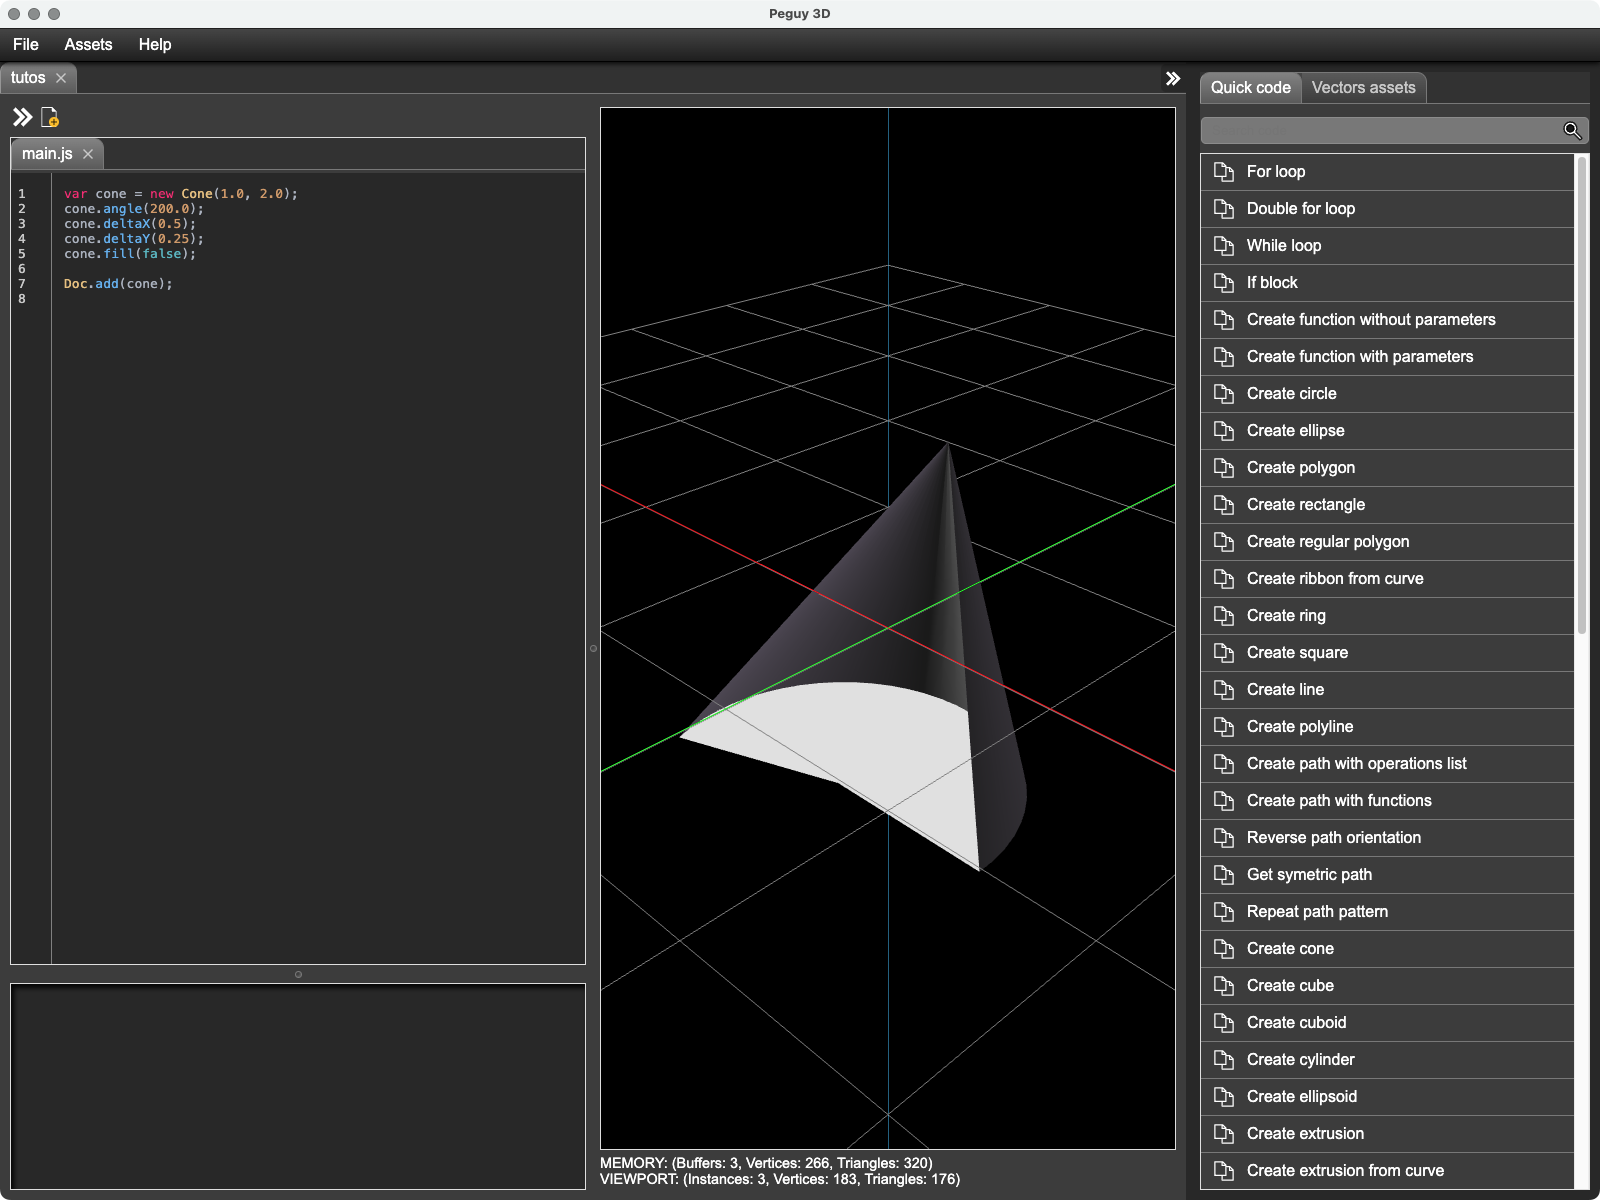 Peguy 3D
File Assets Help
tutos
main.js
1 var cone = new Cone(1.0, 2.0);
2 cone.angle(200.0);
3 cone.deltaX(0.5);
4 cone.deltaY(0.25);
5 cone.fill(false);
6
7 Doc.add(cone);
8
MEMORY: (Buffers: 3, Vertices: 266, Triangles: 320)
VIEWPORT: (Instances: 3, Vertices: 183, Triangles: 176)
Quick code Vectors assets
For loop
Double for loop
While loop
If block
Create function without parameters
Create function with parameters
Create circle
Create ellipse
Create polygon
Create rectangle
Create regular polygon
Create ribbon from curve
Create ring
Create square
Create line
Create polyline
Create path with operations list
Create path with functions
Reverse path orientation
Get symetric path
Repeat path pattern
Create cone
Create cube
Create cuboid
Create cylinder
Create ellipsoid
Create extrusion
Create extrusion from curve